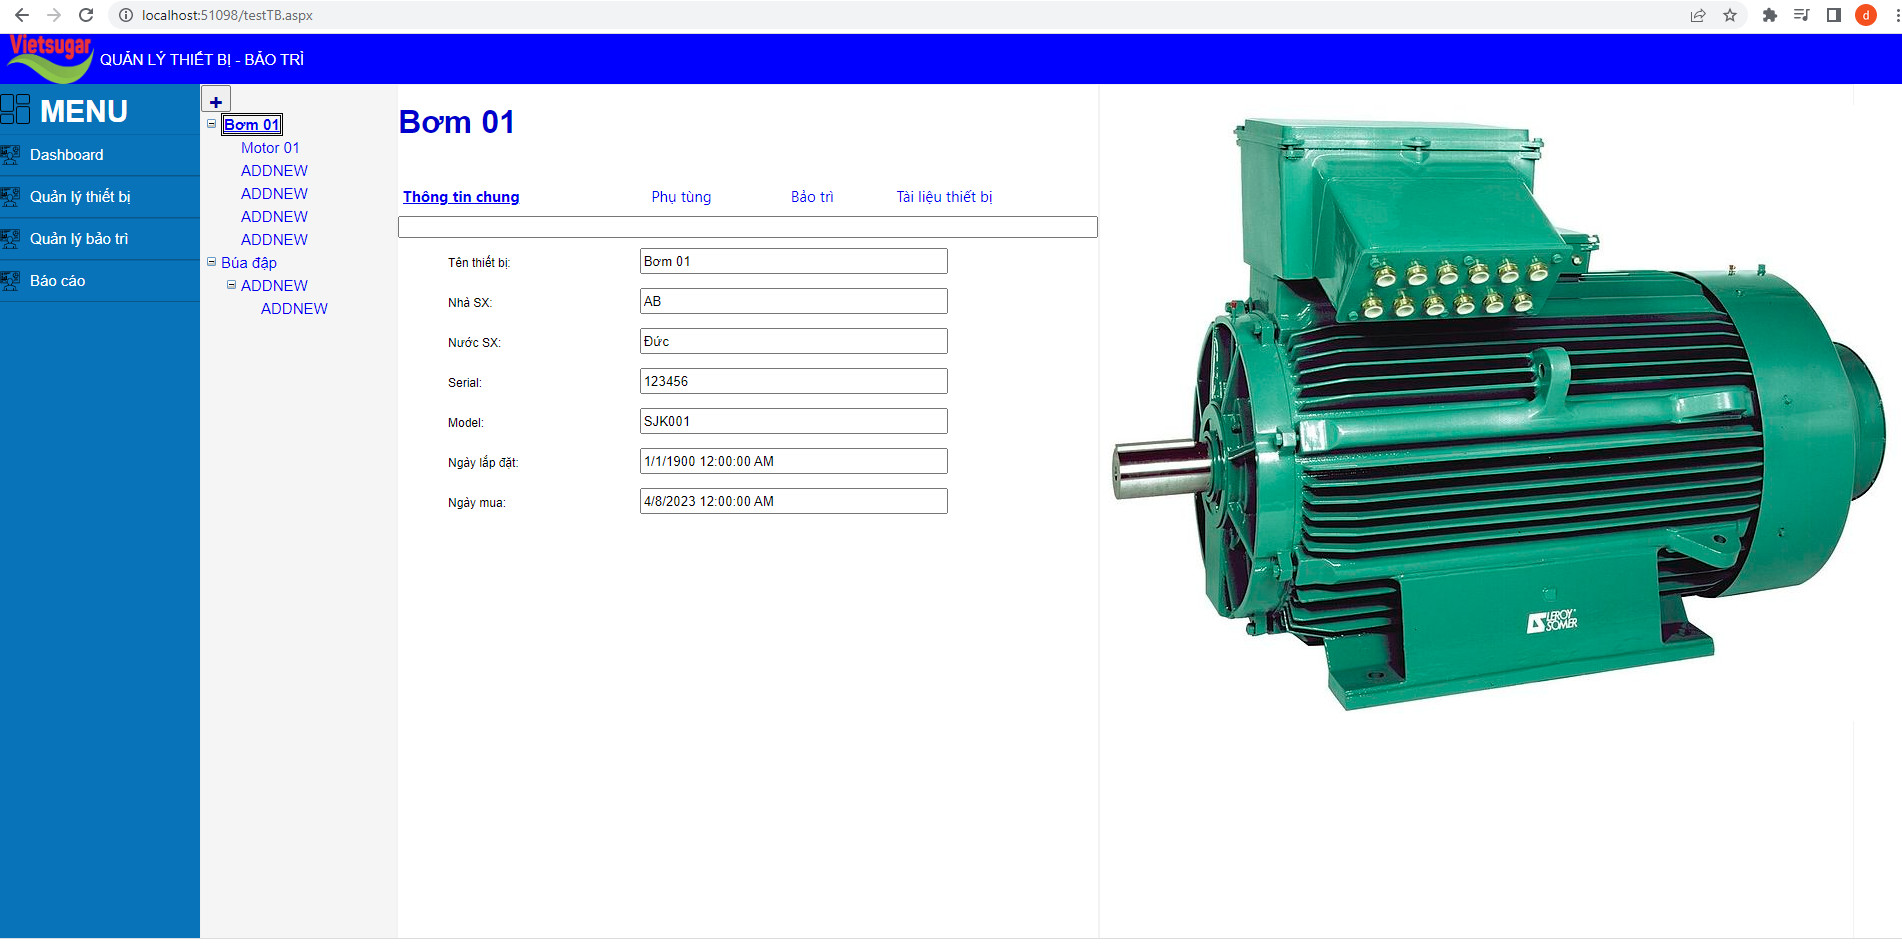 localhost:51098/testTB.aspx
d
Vietsugar
QUẢN LÝ THIẾT BỊ - BẢO TRÌ
MENU
Dashboard
Quản lý thiết bị
Quản lý bảo trì
Báo cáo
+
Bơm 01
Motor 01
ADDNEW
ADDNEW
ADDNEW
ADDNEW
Búa đập
ADDNEW
ADDNEW
Bơm 01
Thông tin chung Phụ tùng Bảo trì Tài liệu thiết bị
Tên thiết bị: Bơm 01
Nhà SX: AB
Nước SX: Đức
Serial: 123456
Model: SJK001
Ngày lắp đặt: 1/1/1900 12:00:00 AM
Ngày mua: 4/8/2023 12:00:00 AM
LEROY
SOMER